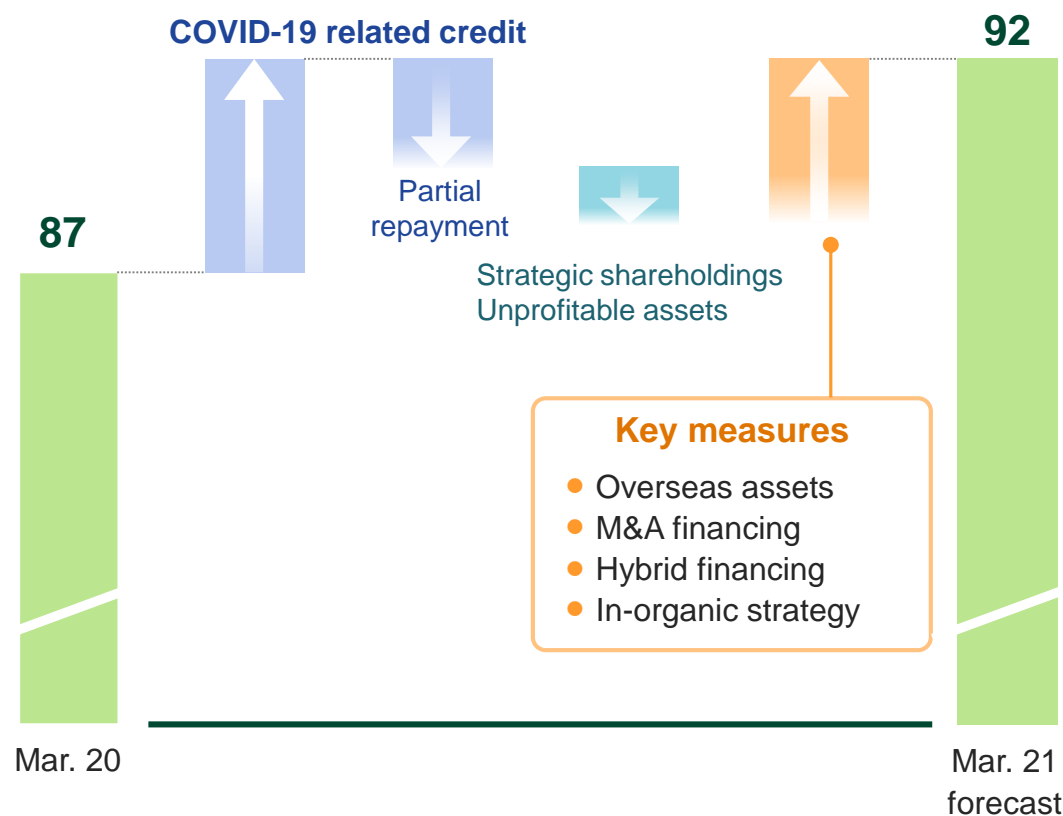 COVID-19 related credit
92
Partial
repayment
87
Strategic shareholdings
Unprofitable assets
Key measures
Overseas assets
M&A financing
Hybrid financing
In-organic strategy
Mar. 20
Mar. 21
forecast